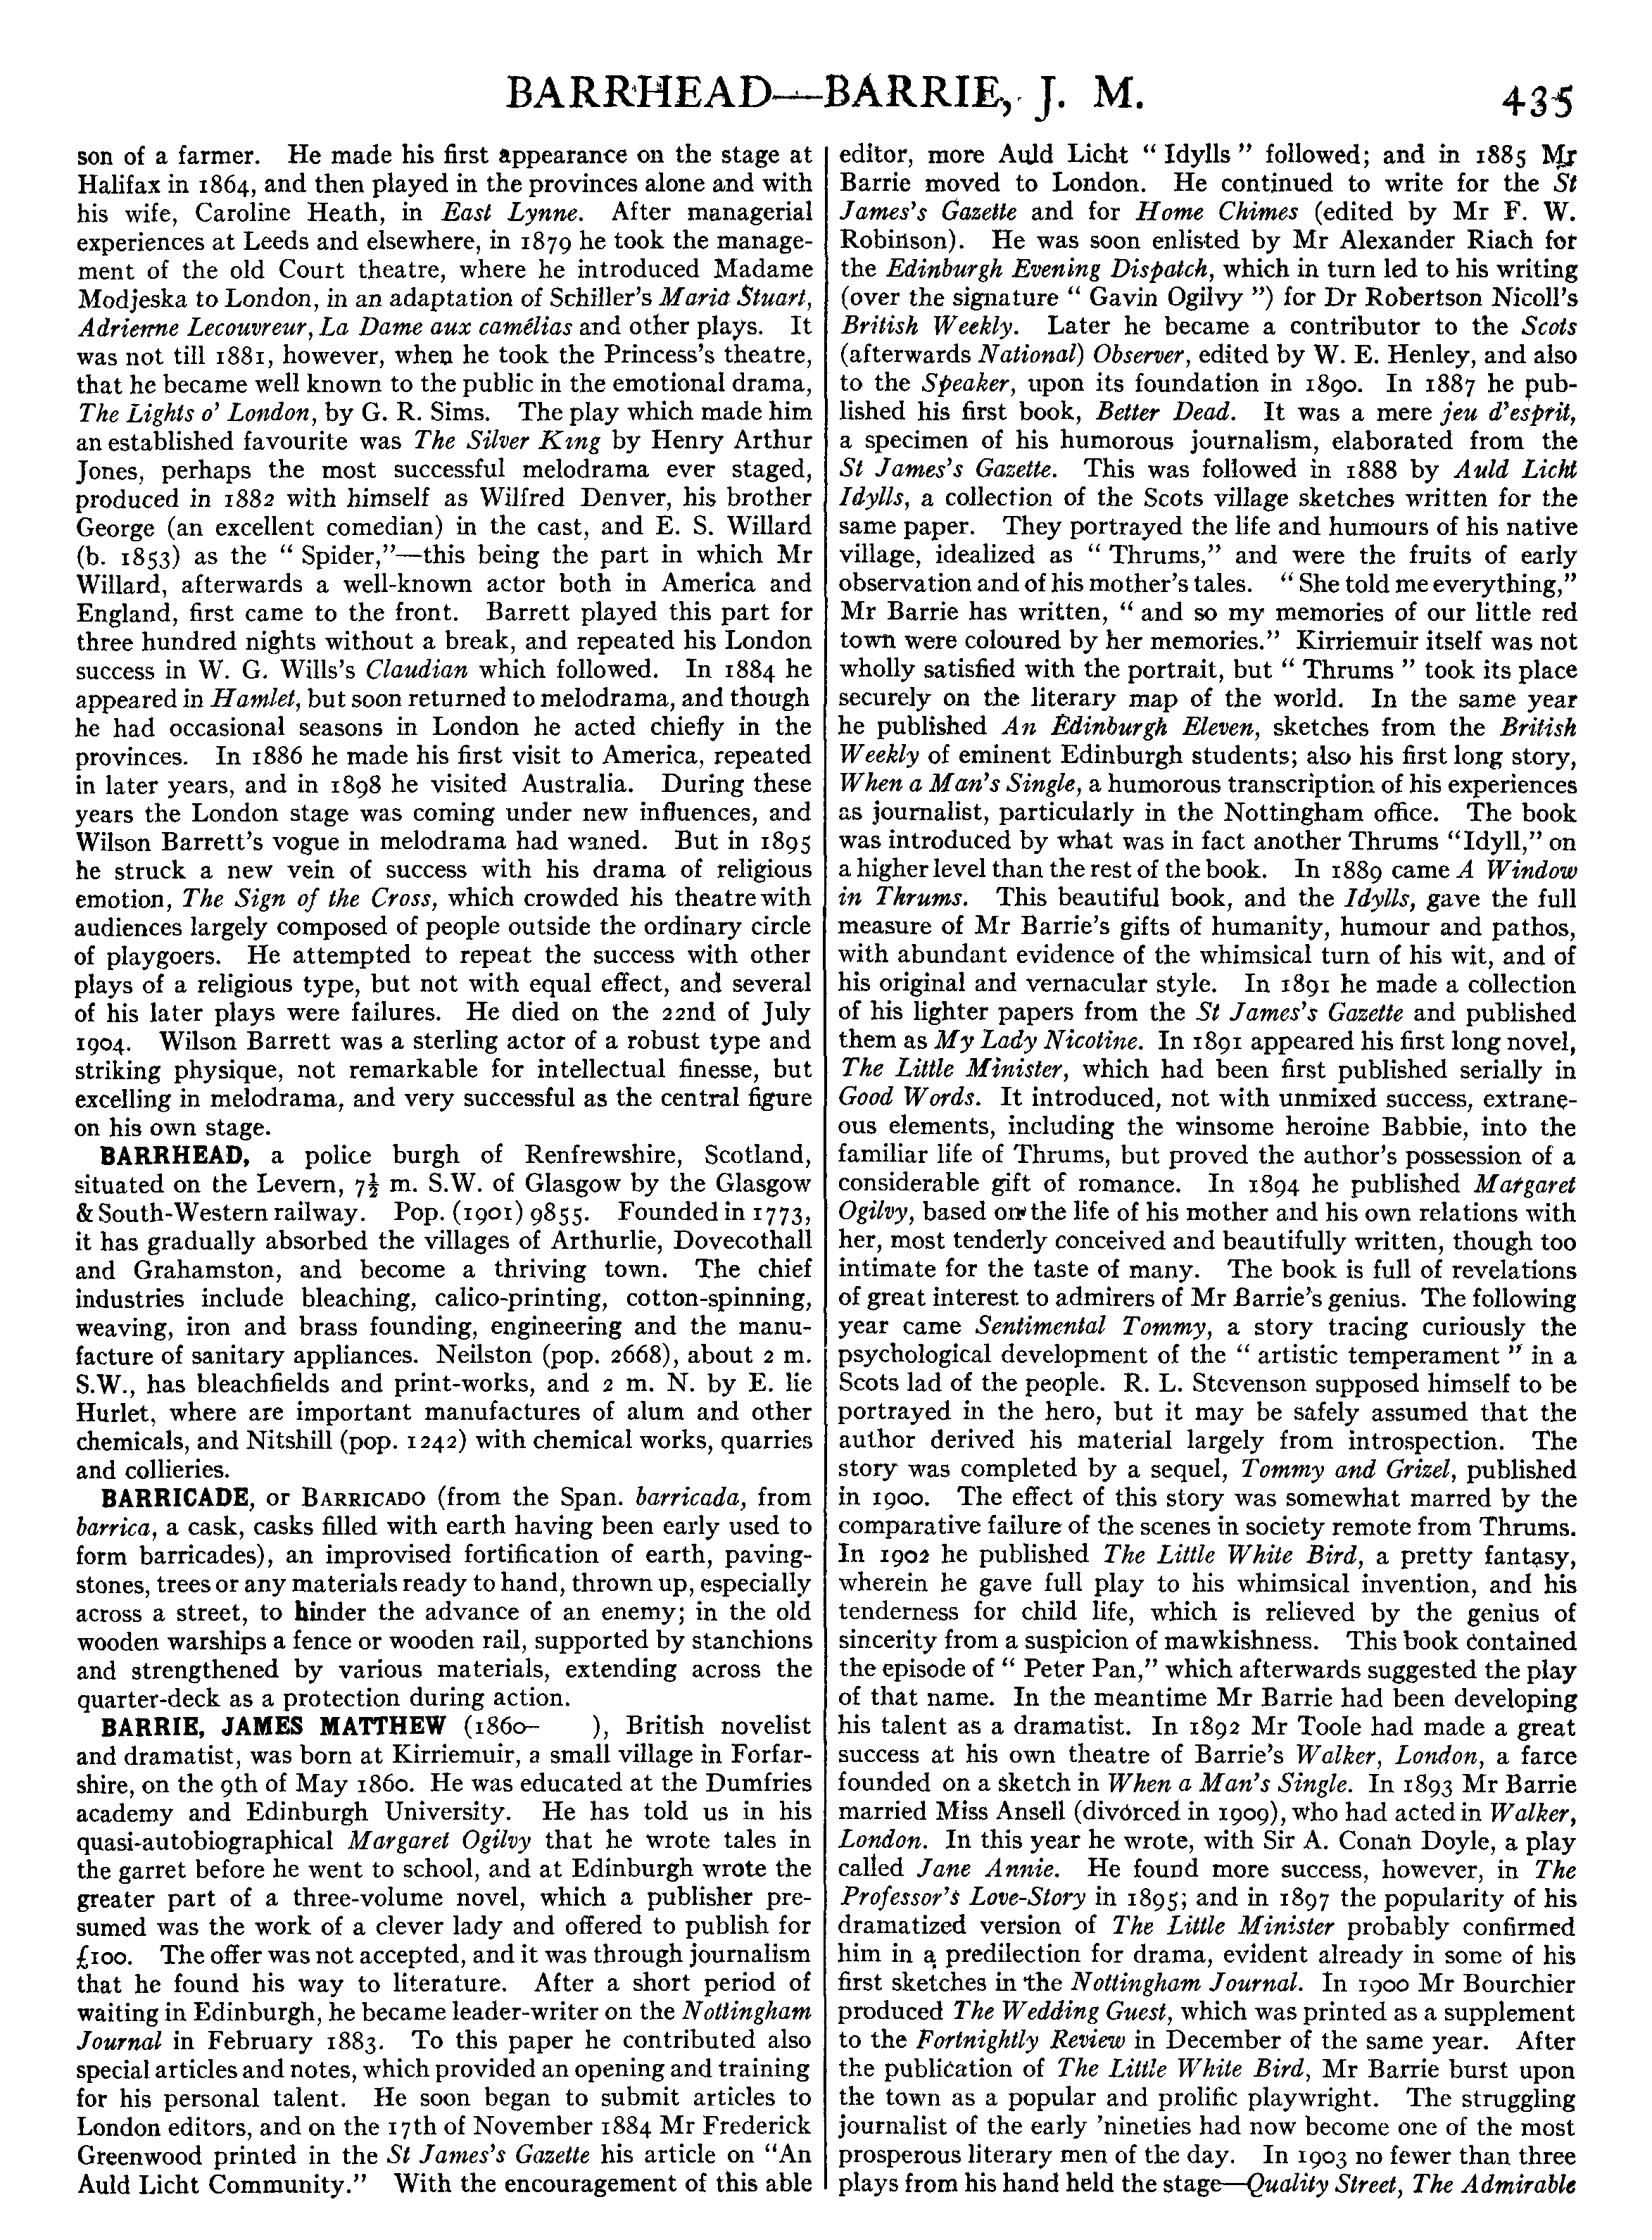 BARRHEAD—BARRIE, J. M.
435
son of a farmer. He made his first appearance on the stage at
Halifax in 1864, and then played in the provinces alone and with
his wife, Caroline Heath, in East Lynne. After managerial
experiences at Leeds and elsewhere, in 1879 he took the manage-
ment of the old Court theatre, where he introduced Madame
Modjeska to London, in an adaptation of Schiller's Maria Stuart,
Adrienne Lecouvreur, La Dame aux camélias and other plays. It
was not till 1881, however, when he took the Princess's theatre,
that he became well known to the public in the emotional drama,
The Lights o' London, by G. R. Sims. The play which made him
an established favourite was The Silver King by Henry Arthur
Jones, perhaps the most successful melodrama ever staged,
produced in 1882 with himself as Wilfred Denver, his brother
George (an excellent comedian) in the cast, and E. S. Willard
(b. 1853) as the " Spider,"—this being the part in which Mr
Willard, afterwards a well-known actor both in America and
England, first came to the front. Barrett played this part for
three hundred nights without a break, and repeated his London
success in W. G. Wills's Claudian which followed. In 1884 he
appeared in Hamlet, but soon returned to melodrama, and though
he had occasional seasons in London he acted chiefly in the
provinces. In 1886 he made his first visit to America, repeated
in later years, and in 1898 he visited Australia. During these
years the London stage was coming under new influences, and
Wilson Barrett's vogue in melodrama had waned. But in 1895
he struck a new vein of success with his drama of religious
emotion, The Sign of the Cross, which crowded his theatre with
audiences largely composed of people outside the ordinary circle
of playgoers. He attempted to repeat the success with other
plays of a religious type, but not with equal effect, and several
of his later plays were failures. He died on the 22nd of July
1904. Wilson Barrett was a sterling actor of a robust type and
striking physique, not remarkable for intellectual finesse, but
excelling in melodrama, and very successful as the central figure
on his own stage.
BARRHEAD, a police burgh of Renfrewshire, Scotland,
situated on the Levern, 7½ m. S.W. of Glasgow by the Glasgow
& South-Western railway. Pop. (1901) 9855. Founded in 1773,
it has gradually absorbed the villages of Arthurlie, Dovecothall
and Grahamston, and become a thriving town. The chief
industries include bleaching, calico-printing, cotton-spinning,
weaving, iron and brass founding, engineering and the manu-
facture of sanitary appliances. Neilston (pop. 2668), about 2 m.
S.W., has bleachfields and print-works, and 2 m. N. by E. lie
Hurlet, where are important manufactures of alum and other
chemicals, and Nitshill (pop. 1242) with chemical works, quarries
and collieries.
BARRICADE, or BARRICADO (from the Span. barricada, from
barrica, a cask, casks filled with earth having been early used to
form barricades), an improvised fortification of earth, paving-
stones, trees or any materials ready to hand, thrown up, especially
across a street, to hinder the advance of an enemy; in the old
wooden warships a fence or wooden rail, supported by stanchions
and strengthened by various materials, extending across the
quarter-deck as a protection during action.
BARRIE, JAMES MATTHEW (1860– ), British novelist
and dramatist, was born at Kirriemuir, a small village in Forfar-
shire, on the 9th of May 1860. He was educated at the Dumfries
academy and Edinburgh University. He has told us in his
quasi-autobiographical Margaret Ogilvy that he wrote tales in
the garret before he went to school, and at Edinburgh wrote the
greater part of a three-volume novel, which a publisher pre-
sumed was the work of a clever lady and offered to publish for
£100. The offer was not accepted, and it was through journalism
that he found his way to literature. After a short period of
waiting in Edinburgh, he became leader-writer on the Nottingham
Journal in February 1883. To this paper he contributed also
special articles and notes, which provided an opening and training
for his personal talent. He soon began to submit articles to
London editors, and on the 17th of November 1884 Mr Frederick
Greenwood printed in the St James's Gazette his article on "An
Auld Licht Community." With the encouragement of this able
editor, more Auld Licht " Idylls " followed; and in 1885 Mr
Barrie moved to London. He continued to write for the St
James's Gazette and for Home Chimes (edited by Mr F. W.
Robinson). He was soon enlisted by Mr Alexander Riach for
the Edinburgh Evening Dispatch, which in turn led to his writing
(over the signature " Gavin Ogilvy ") for Dr Robertson Nicoll's
British Weekly. Later he became a contributor to the Scots
(afterwards National) Observer, edited by W. E. Henley, and also
to the Speaker, upon its foundation in 1890. In 1887 he pub-
lished his first book, Better Dead. It was a mere jeu d'esprit,
a specimen of his humorous journalism, elaborated from the
St James's Gazette. This was followed in 1888 by Auld Licht
Idylls, a collection of the Scots village sketches written for the
same paper. They portrayed the life and humours of his native
village, idealized as " Thrums," and were the fruits of early
observation and of his mother's tales. "She told me everything,"
Mr Barrie has written, " and so my memories of our little red
town were coloured by her memories." Kirriemuir itself was not
wholly satisfied with the portrait, but " Thrums " took its place
securely on the literary map of the world. In the same year
he published An Edinburgh Eleven, sketches from the British
Weekly of eminent Edinburgh students; also his first long story,
When a Man's Single, a humorous transcription of his experiences
as journalist, particularly in the Nottingham office. The book
was introduced by what was in fact another Thrums "Idyll," on
a higher level than the rest of the book. In 1889 came A Window
in Thrums. This beautiful book, and the Idylls, gave the full
measure of Mr Barrie's gifts of humanity, humour and pathos,
with abundant evidence of the whimsical turn of his wit, and of
his original and vernacular style. In 1891 he made a collection
of his lighter papers from the St James's Gazette and published
them as My Lady Nicotine. In 1891 appeared his first long novel,
The Little Minister, which had been first published serially in
Good Words. It introduced, not with unmixed success, extrane-
ous elements, including the winsome heroine Babbie, into the
familiar life of Thrums, but proved the author's possession of a
considerable gift of romance. In 1894 he published Margaret
Ogilvy, based on the life of his mother and his own relations with
her, most tenderly conceived and beautifully written, though too
intimate for the taste of many. The book is full of revelations
of great interest to admirers of Mr Barrie's genius. The following
year came Sentimental Tommy, a story tracing curiously the
psychological development of the " artistic temperament " in a
Scots lad of the people. R. L. Stevenson supposed himself to be
portrayed in the hero, but it may be safely assumed that the
author derived his material largely from introspection. The
story was completed by a sequel, Tommy and Grizel, published
in 1900. The effect of this story was somewhat marred by the
comparative failure of the scenes in society remote from Thrums.
In 1902 he published The Little White Bird, a pretty fantasy,
wherein he gave full play to his whimsical invention, and his
tenderness for child life, which is relieved by the genius of
sincerity from a suspicion of mawkishness. This book contained
the episode of " Peter Pan," which afterwards suggested the play
of that name. In the meantime Mr Barrie had been developing
his talent as a dramatist. In 1892 Mr Toole had made a great
success at his own theatre of Barrie's Walker, London, a farce
founded on a sketch in When a Man's Single. In 1893 Mr Barrie
married Miss Ansell (divorced in 1909), who had acted in Walker,
London. In this year he wrote, with Sir A. Conan Doyle, a play
called Jane Annie. He found more success, however, in The
Professor's Love-Story in 1895; and in 1897 the popularity of his
dramatized version of The Little Minister probably confirmed
him in a predilection for drama, evident already in some of his
first sketches in the Nottingham Journal. In 1900 Mr Bourchier
produced The Wedding Guest, which was printed as a supplement
to the Fortnightly Review in December of the same year. After
the publication of The Little White Bird, Mr Barrie burst upon
the town as a popular and prolific playwright. The struggling
journalist of the early 'nineties had now become one of the most
prosperous literary men of the day. In 1903 no fewer than three
plays from his hand held the stage—Quality Street, The Admirable